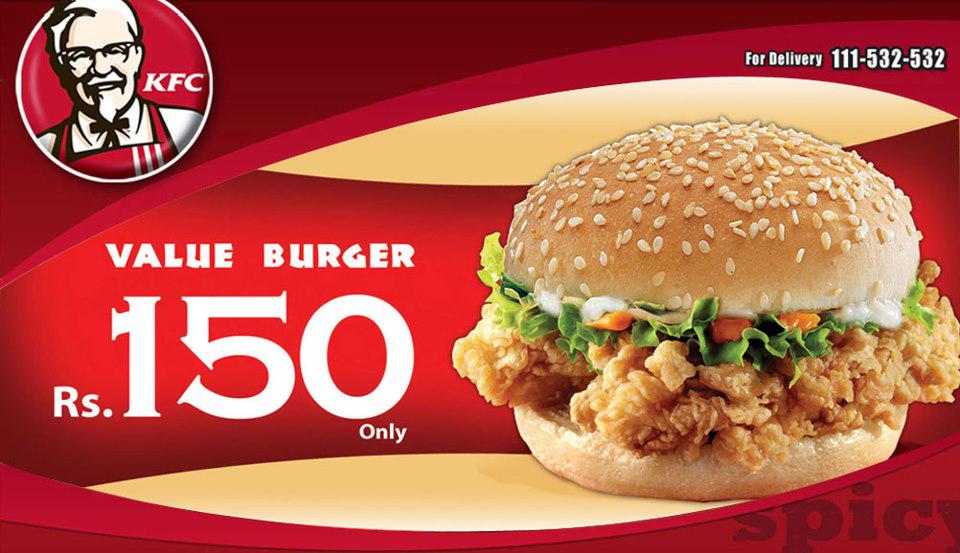 KFC
For Delivery 111-532-532
VALUE BURGER
Rs.150
Only
spicy